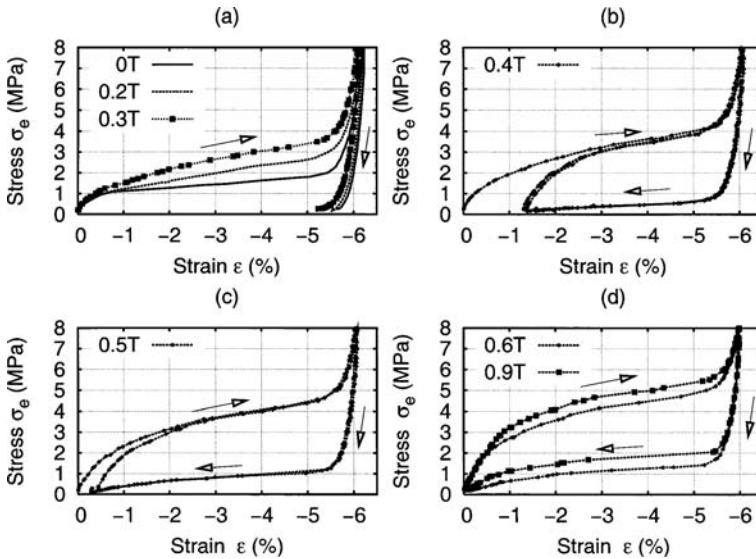 (a)
0T
0.2T
0.3T
Stress σe (MPa)
8
7
6
5
4
3
2
1
0
0 −1 −2 −3 −4 −5 −6
Strain ε (%)
(b)
0.4T
Stress σe (MPa)
8
7
6
5
4
3
2
1
0
0 −1 −2 −3 −4 −5 −6
Strain ε (%)
(c)
0.5T
Stress σe (MPa)
8
7
6
5
4
3
2
1
0
0 −1 −2 −3 −4 −5 −6
Strain ε (%)
(d)
0.6T
0.9T
Stress σe (MPa)
8
7
6
5
4
3
2
1
0
0 −1 −2 −3 −4 −5 −6
Strain ε (%)